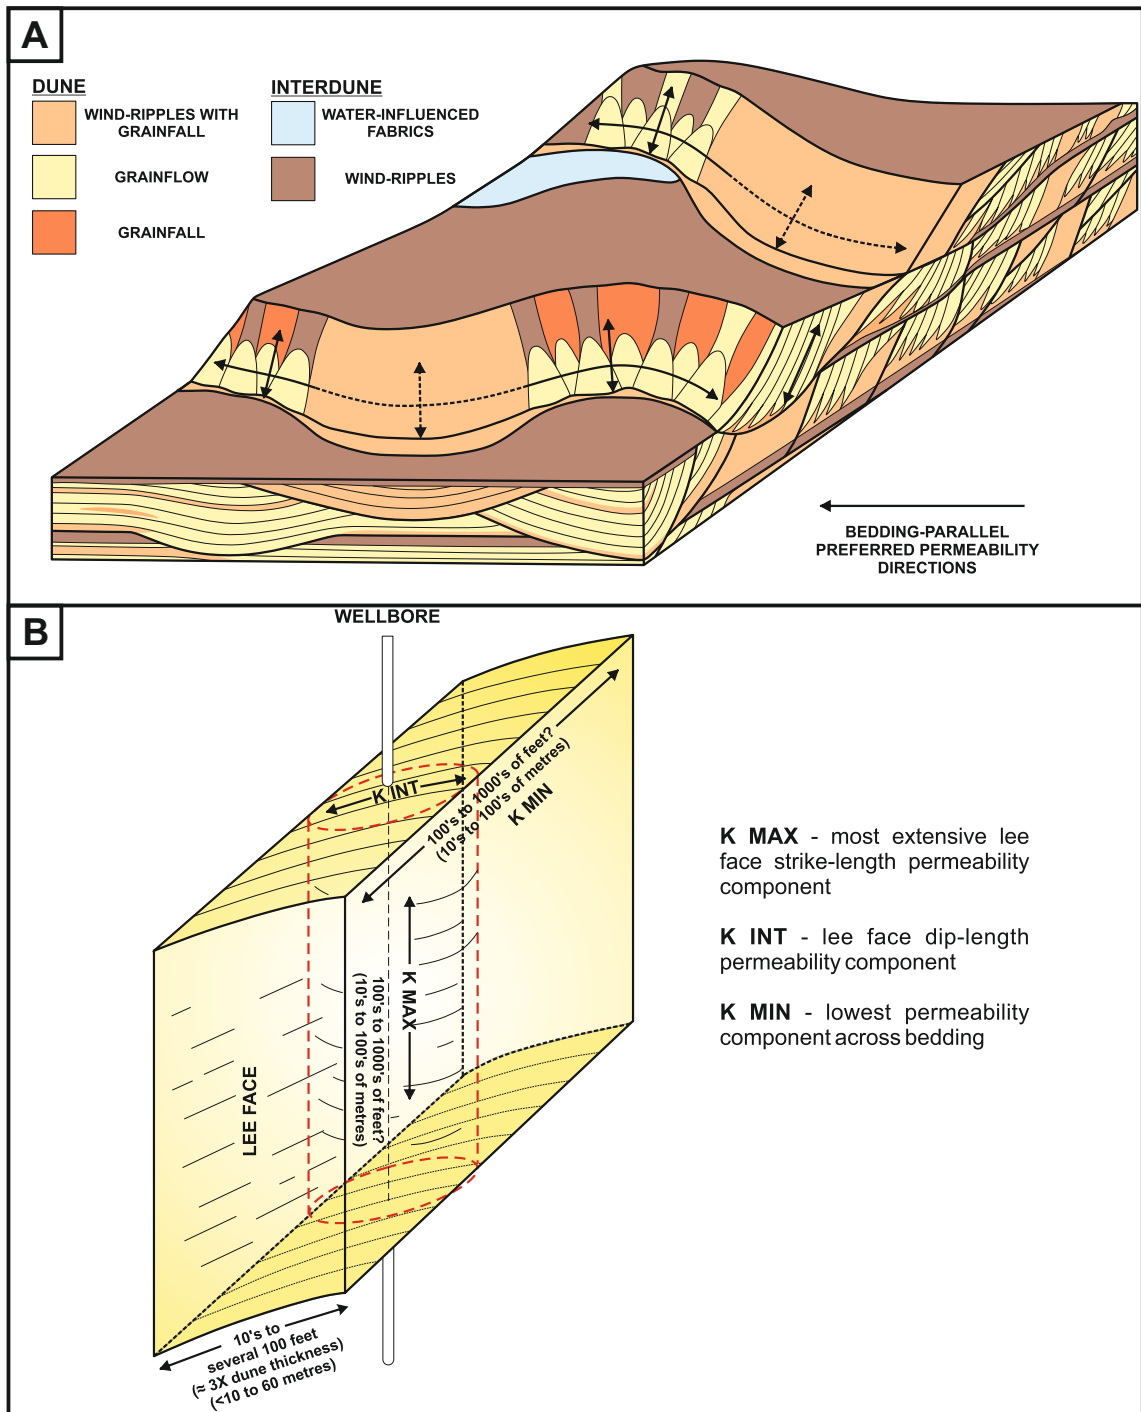 A
DUNE
WIND-RIPPLES WITH
GRAINFALL
GRAINFLOW
GRAINFALL
INTERDUNE
WATER-INFLUENCED
FABRICS
WIND-RIPPLES
BEDDING-PARALLEL
PREFERRED PERMEABILITY
DIRECTIONS
B
WELLBORE
K INT
100's to 1000's of feet?
(10's to 100's of metres)
K MIN
K MAX
100's to 1000's of feet?
(10's to 100's of metres)
LEE FACE
10's to
several 100 feet
(≈ 3X dune thickness)
(<10 to 60 metres)
K MAX - most extensive lee
face strike-length permeability
component
K INT - lee face dip-length
permeability component
K MIN - lowest permeability
component across bedding